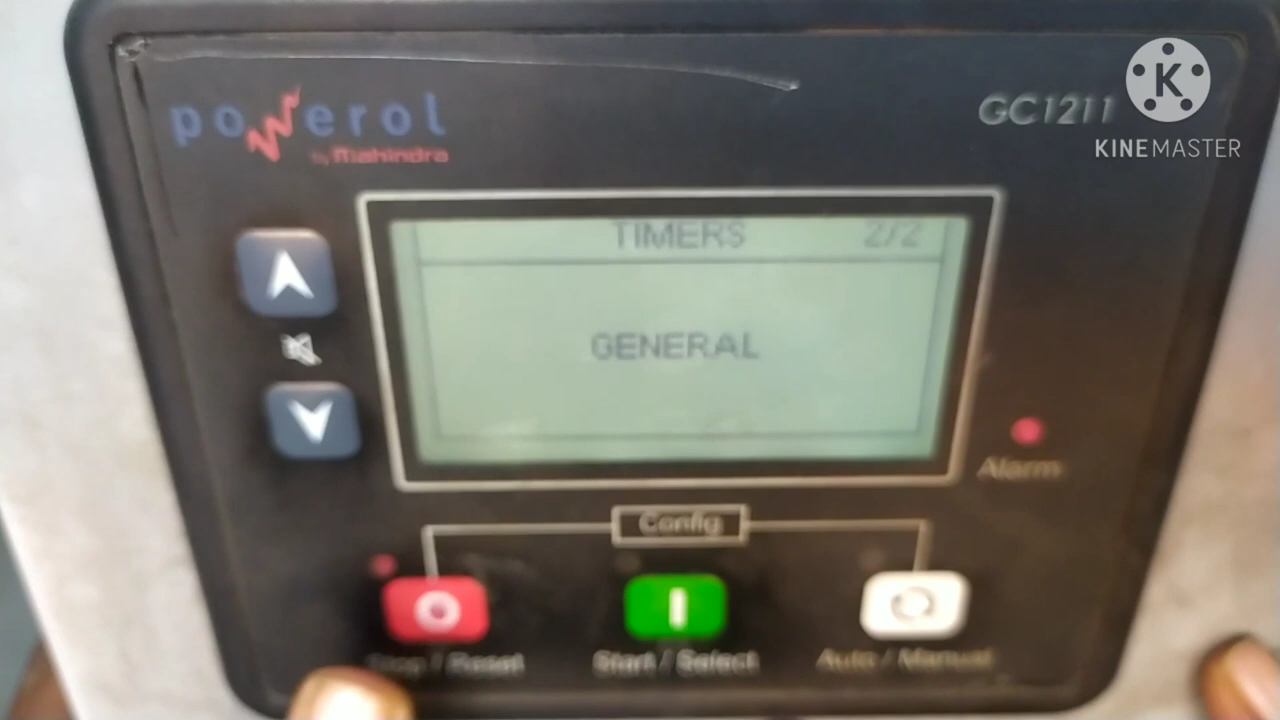 powerol
by Mahindra
GC1211
K
KINEMASTER
TIMERS 2/2
GENERAL
Alarm
Config
Stop / Reset
Start / Select
Auto / Manual